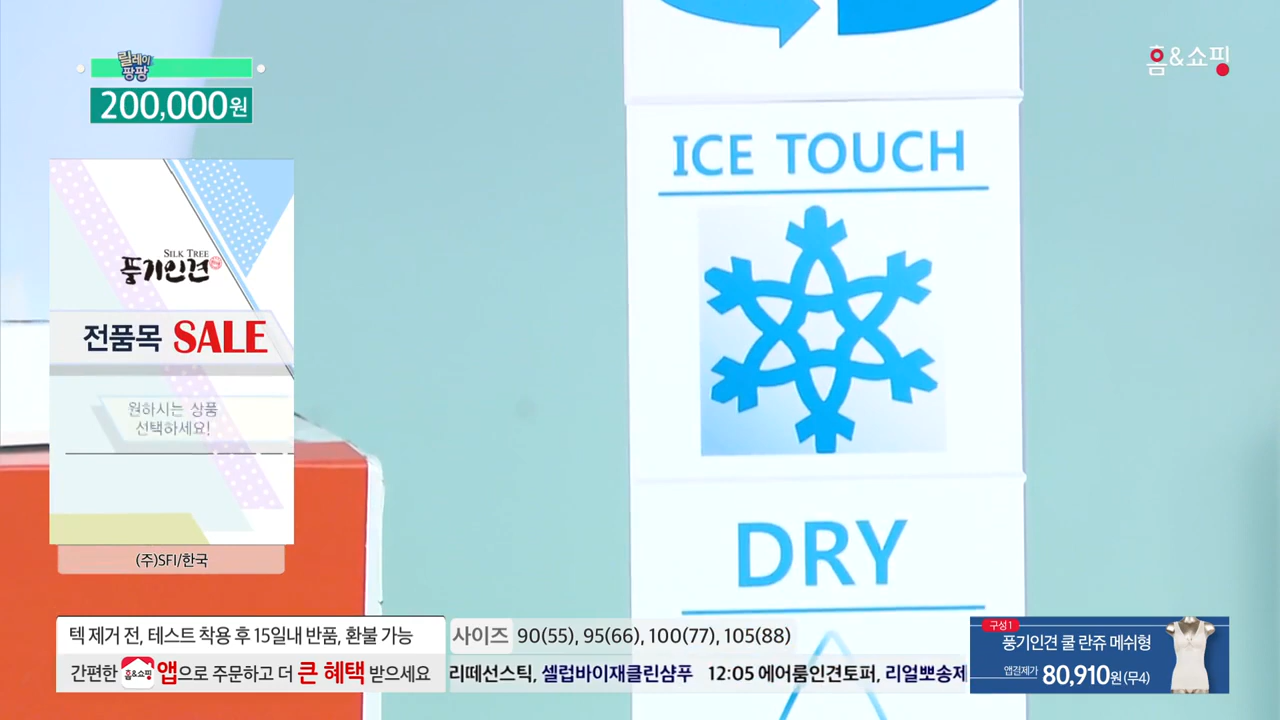 릴레이
팡팡
200,000원
홈&쇼핑
SILK TREE
풍기인견
전품목 SALE
원하시는 상품
선택하세요!
(주)SFI/한국
ICE TOUCH
DRY
텍 제거 전, 테스트 착용 후 15일내 반품, 환불 가능
간편한 홈&쇼핑 앱으로 주문하고 더 큰 혜택 받으세요
사이즈 90(55), 95(66), 100(77), 105(88)
리떼선스틱, 셀럽바이재클린샴푸 12:05 에어룸인견토퍼, 리얼뽀송제
구성1
풍기인견 쿨 란쥬 메쉬형
앱결제가 80,910원(무4)